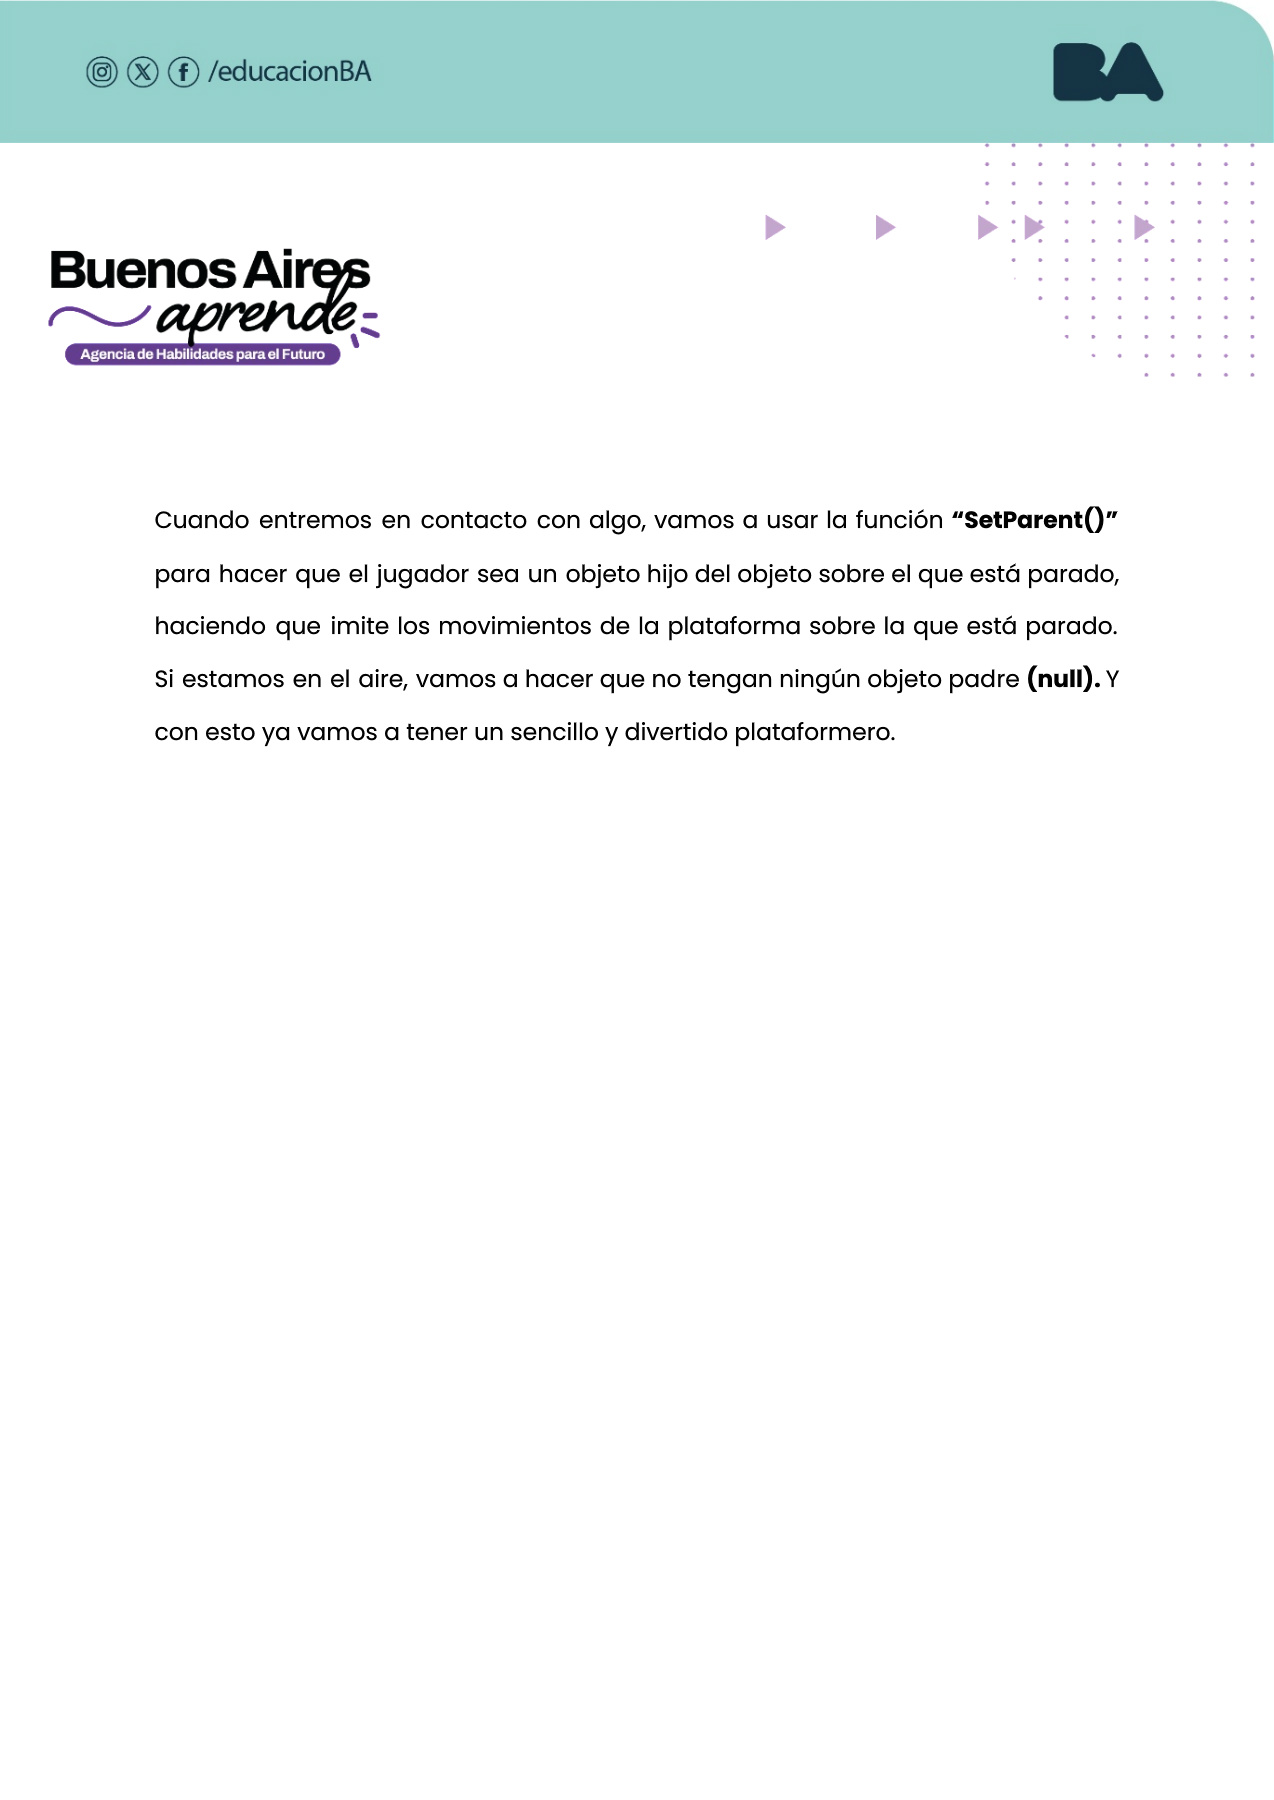 /educacionBA
BA
Buenos Aires
aprende
Agencia de Habilidades para el Futuro
Cuando entremos en contacto con algo, vamos a usar la función “SetParent()”
para hacer que el jugador sea un objeto hijo del objeto sobre el que está parado,
haciendo que imite los movimientos de la plataforma sobre la que está parado.
Si estamos en el aire, vamos a hacer que no tengan ningún objeto padre (null). Y
con esto ya vamos a tener un sencillo y divertido plataformero.